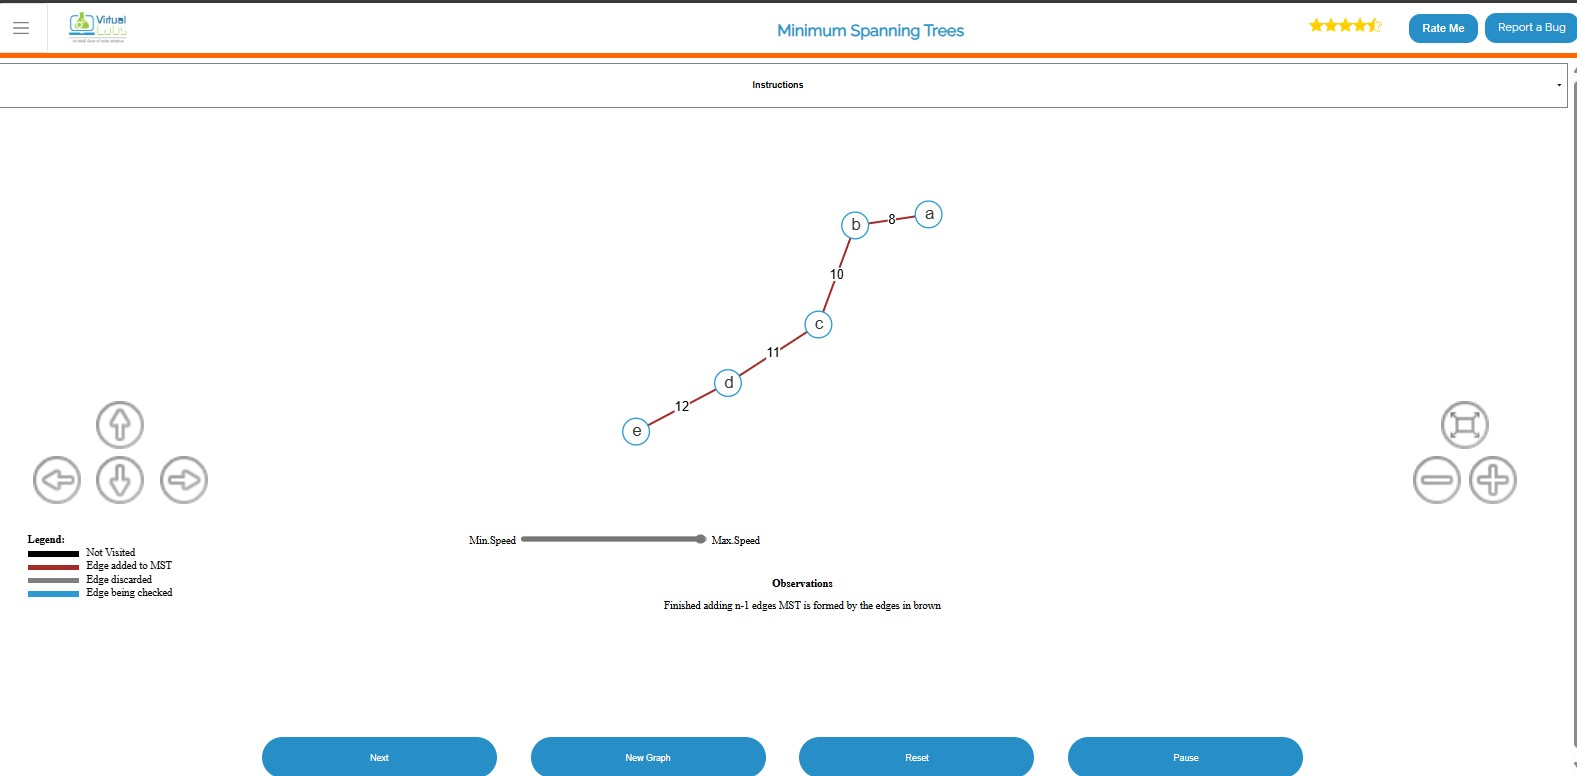 Virtual
Labs
Minimum Spanning Trees
Rate Me
Report a Bug
Instructions
a
8
b
10
c
11
d
12
e
Legend:
Not Visited
Edge added to MST
Edge discarded
Edge being checked
Min.Speed
Max.Speed
Observations
Finished adding n-1 edges MST is formed by the edges in brown
Next
New Graph
Reset
Pause